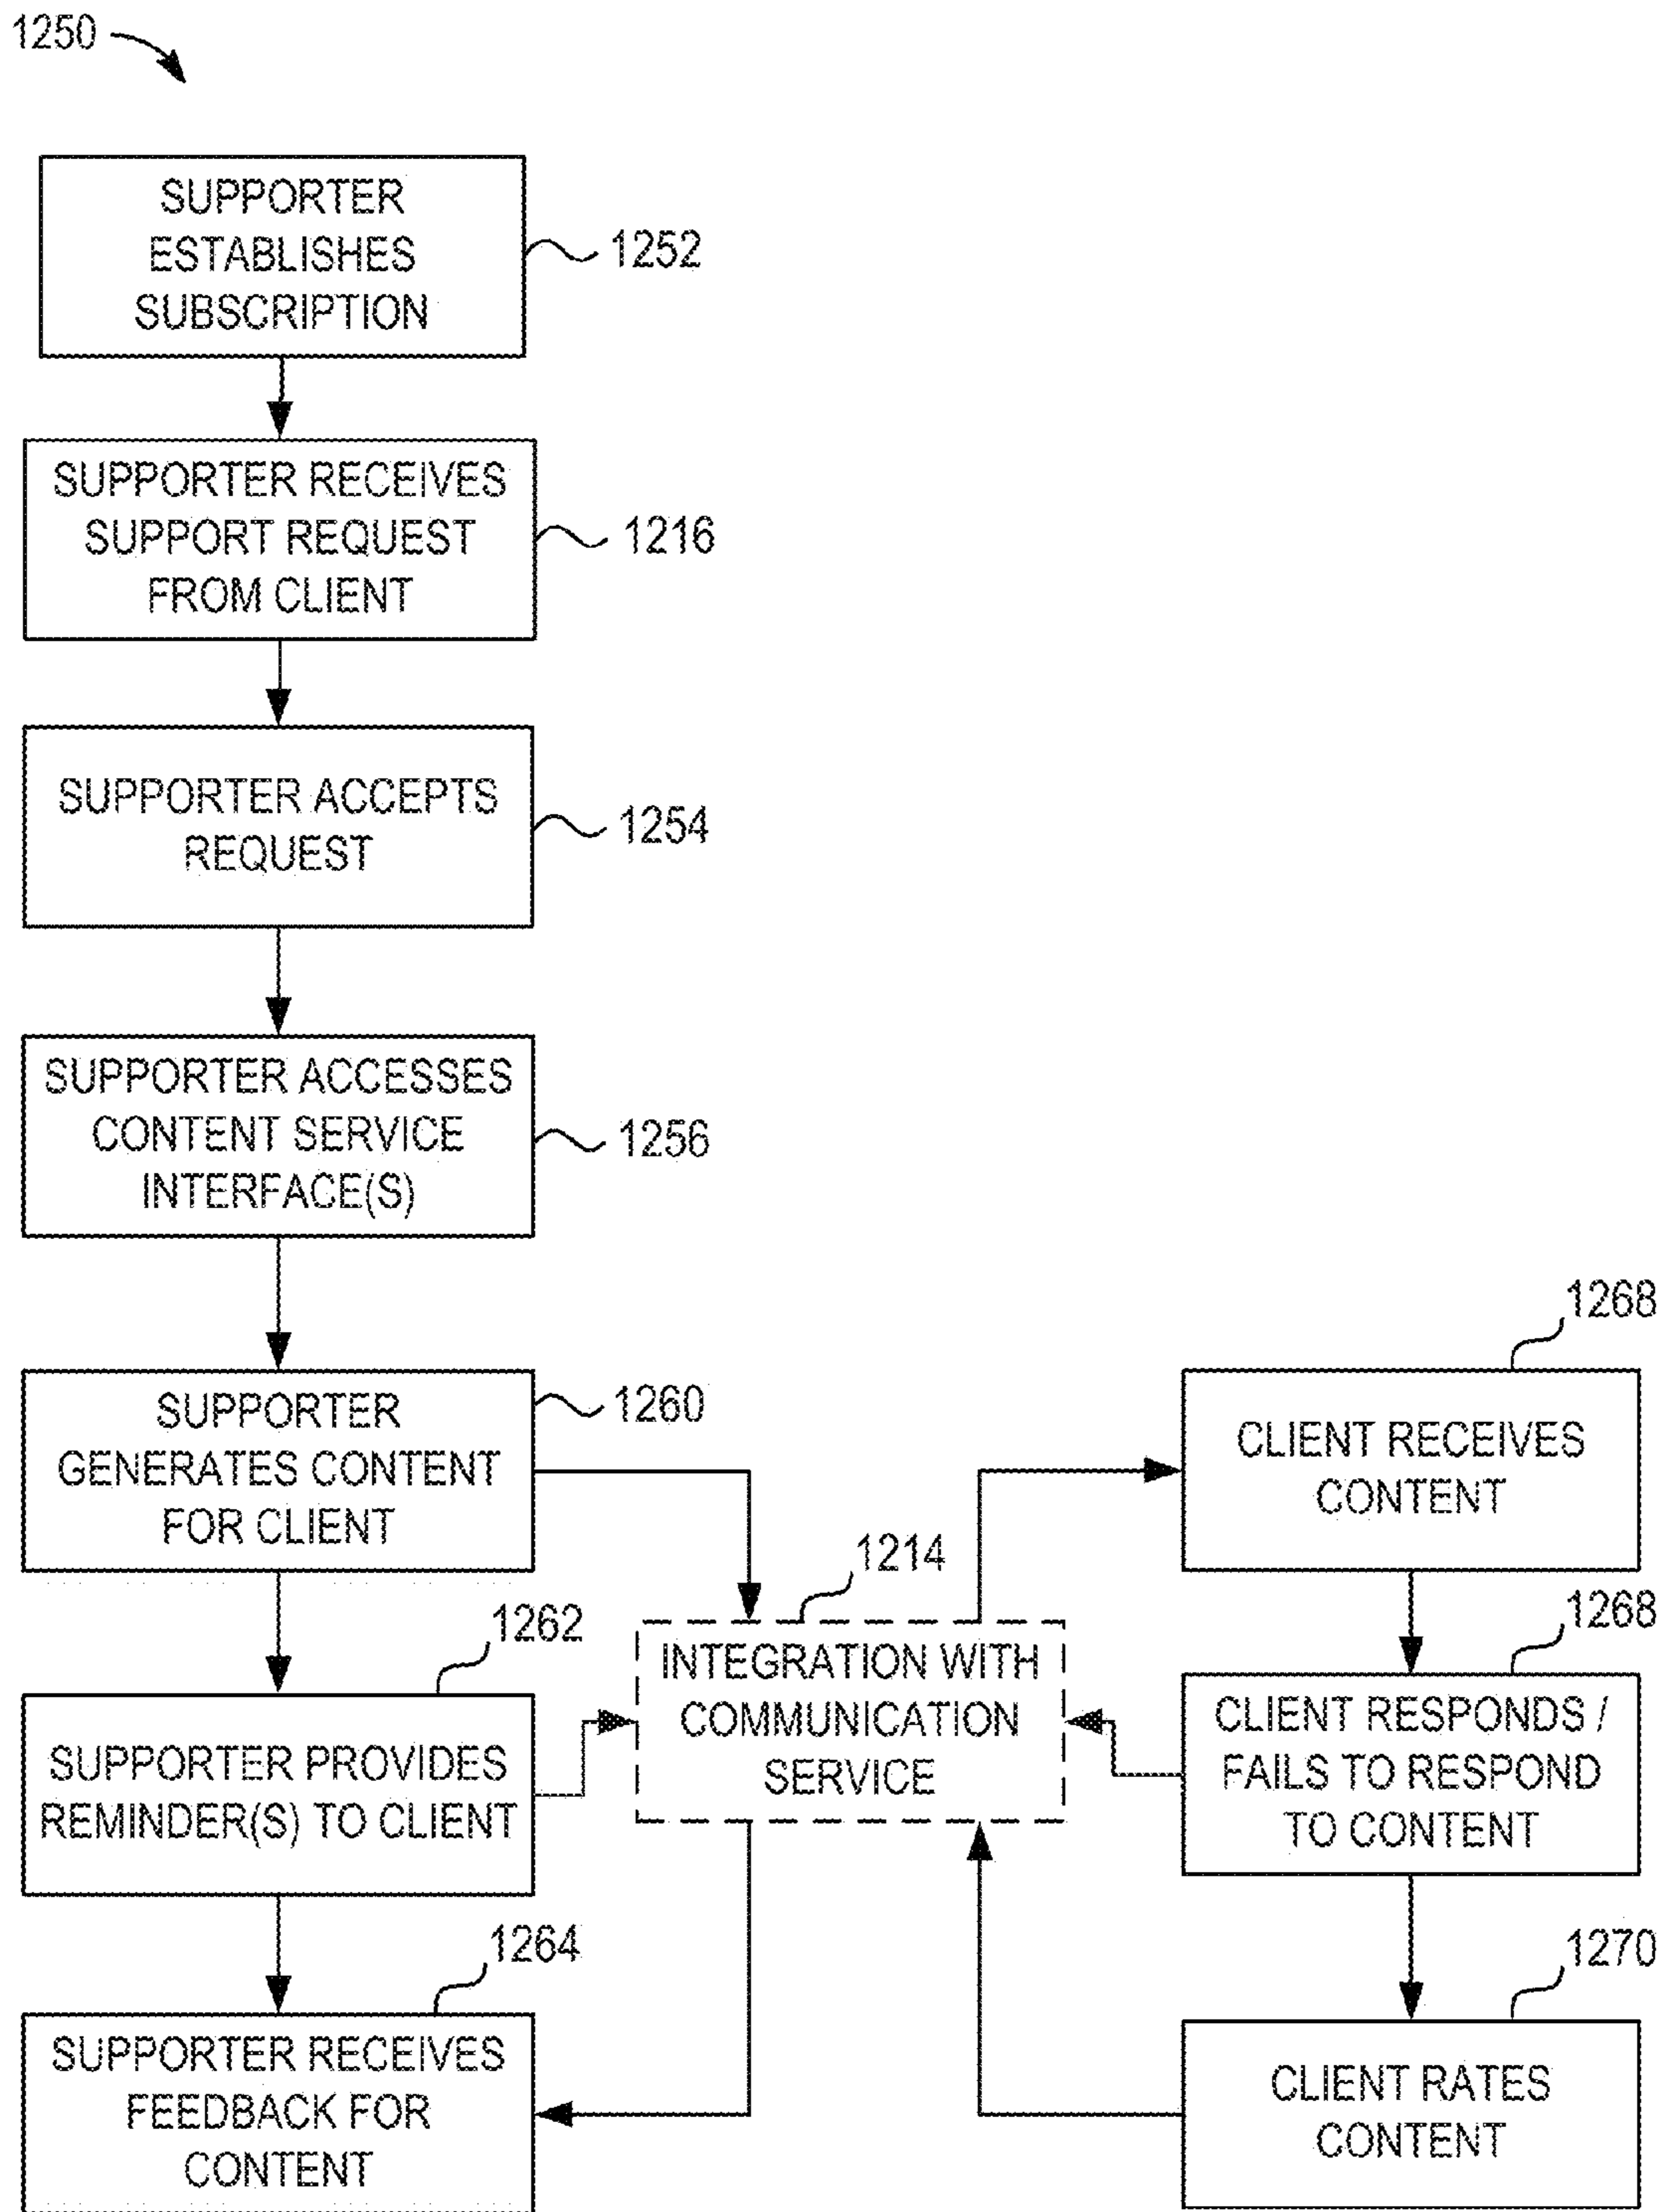 1250
SUPPORTER
ESTABLISHES
SUBSCRIPTION
1252
SUPPORTER RECEIVES
SUPPORT REQUEST
FROM CLIENT
1216
SUPPORTER ACCEPTS
REQUEST
1254
SUPPORTER ACCESSES
CONTENT SERVICE
INTERFACE(S)
1256
SUPPORTER
GENERATES CONTENT
FOR CLIENT
1260
1262
SUPPORTER PROVIDES
REMINDER(S) TO CLIENT
1264
SUPPORTER RECEIVES
FEEDBACK FOR
CONTENT
1214
INTEGRATION WITH
COMMUNICATION
SERVICE
1268
CLIENT RECEIVES
CONTENT
1268
CLIENT RESPONDS /
FAILS TO RESPOND
TO CONTENT
1270
CLIENT RATES
CONTENT